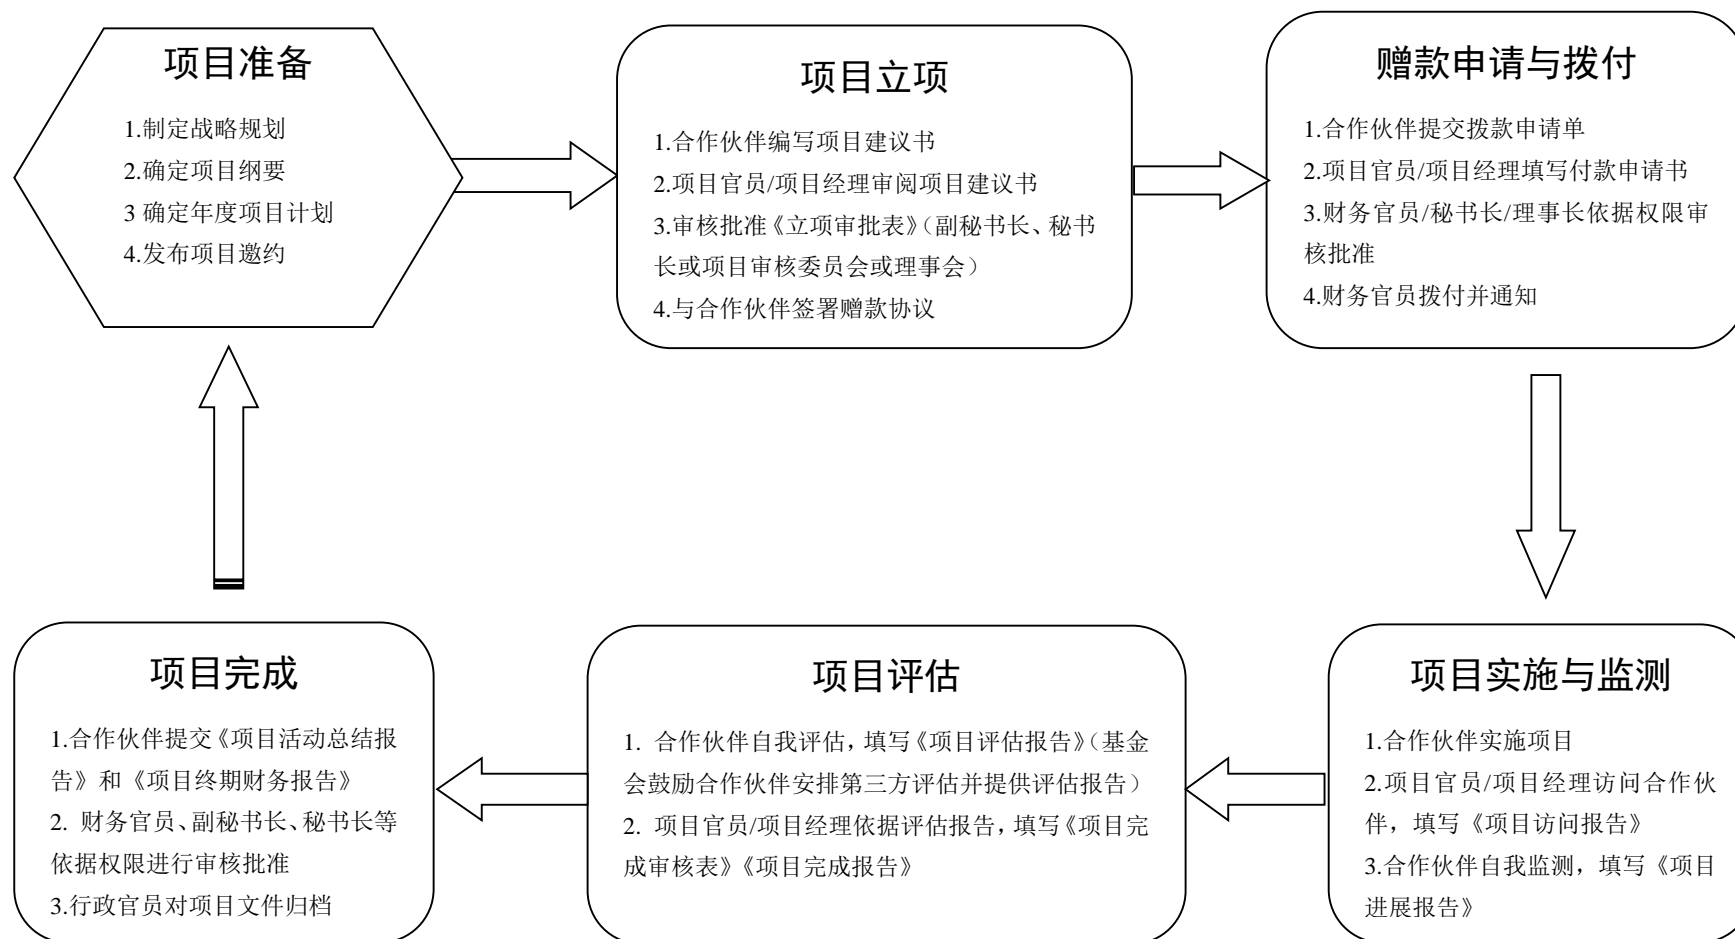 项目准备
1.制定战略规划
2.确定项目纲要
3 确定年度项目计划
4.发布项目邀约
项目立项
1.合作伙伴编写项目建议书
2.项目官员/项目经理审阅项目建议书
3.审核批准《立项审批表》（副秘书长、秘书
长或项目审核委员会或理事会）
4.与合作伙伴签署赠款协议
赠款申请与拨付
1.合作伙伴提交拨款申请单
2.项目官员/项目经理填写付款申请书
3.财务官员/秘书长/理事长依据权限审
核批准
4.财务官员拨付并通知
项目完成
1.合作伙伴提交《项目活动总结报
告》和《项目终期财务报告》
2. 财务官员、副秘书长、秘书长等
依据权限进行审核批准
3.行政官员对项目文件归档
项目评估
1. 合作伙伴自我评估，填写《项目评估报告》（基金
会鼓励合作伙伴安排第三方评估并提供评估报告）
2. 项目官员/项目经理依据评估报告，填写《项目完
成审核表》《项目完成报告》
项目实施与监测
1.合作伙伴实施项目
2.项目官员/项目经理访问合作伙
伴，填写《项目访问报告》
3.合作伙伴自我监测，填写《项目
进展报告》